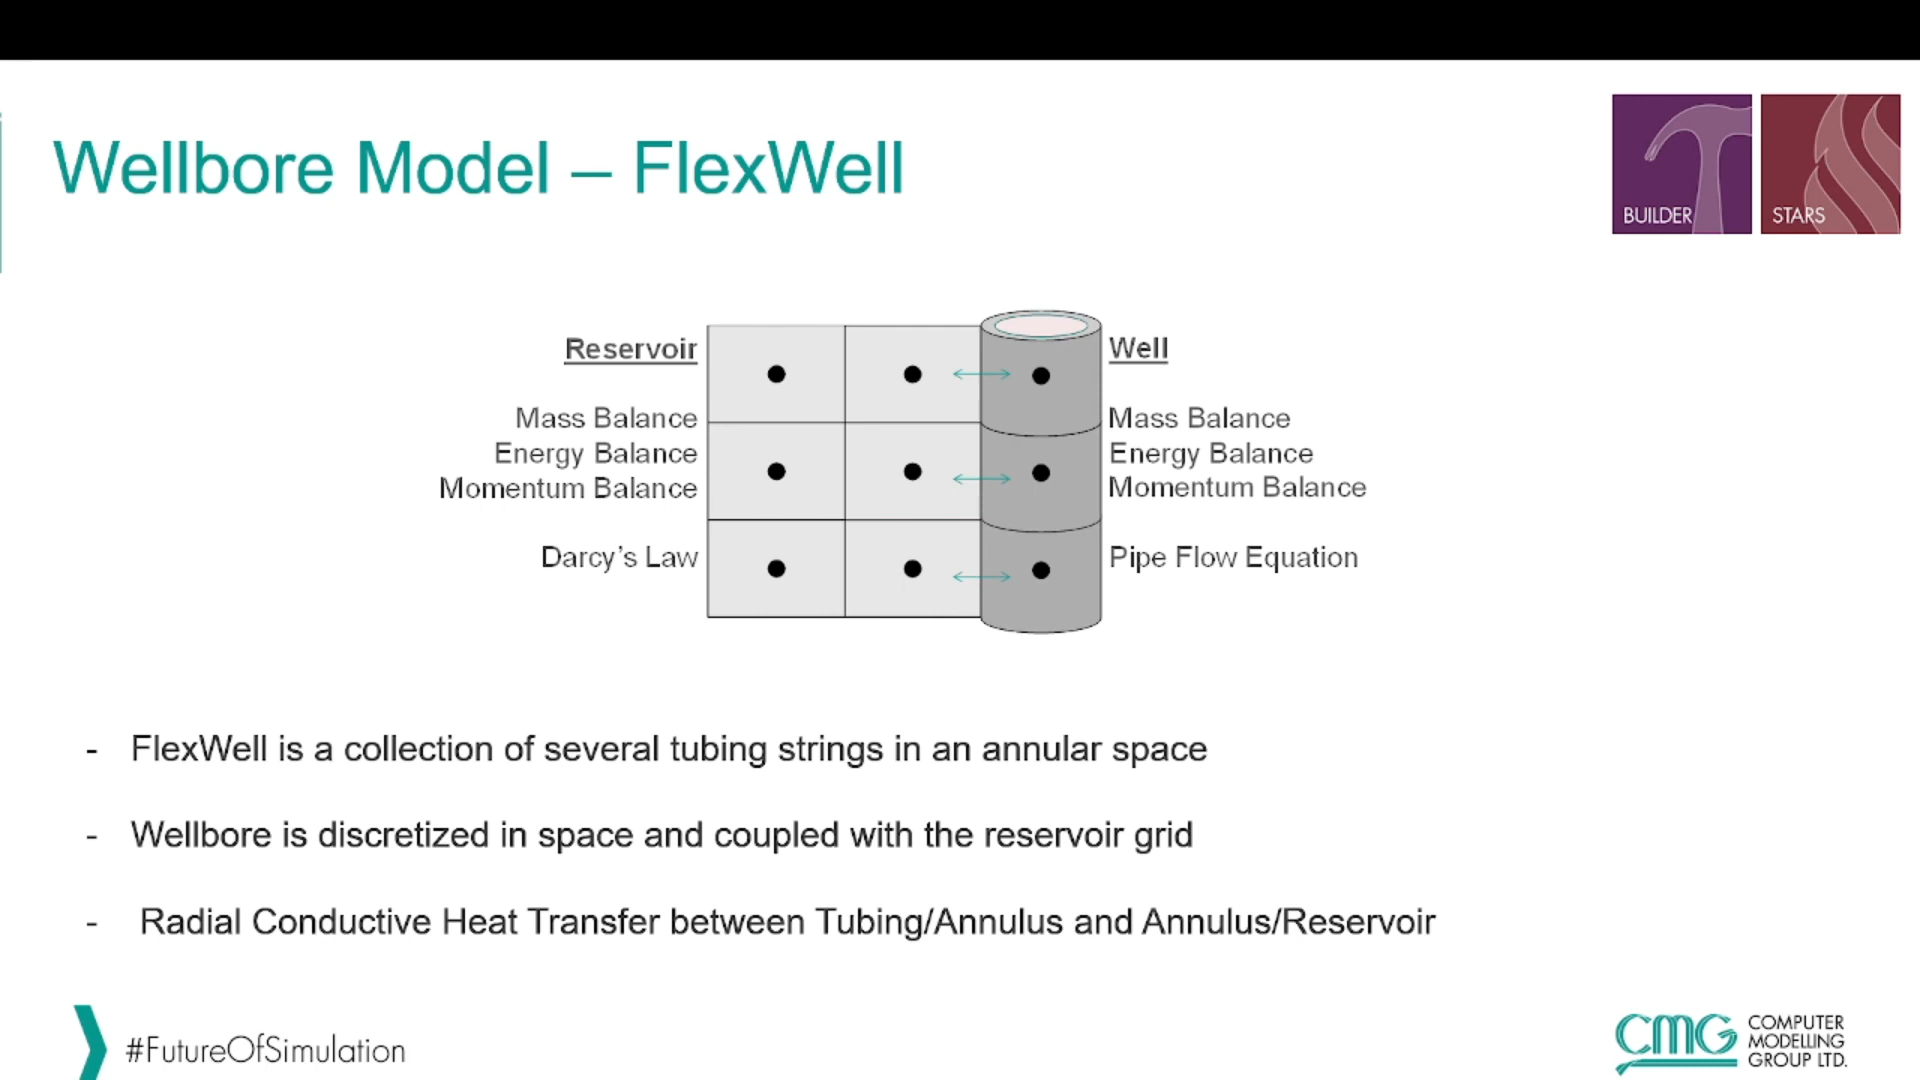 Wellbore Model – FlexWell
BUILDER
STARS
Reservoir
Mass Balance
Energy Balance
Momentum Balance
Darcy's Law
Well
Mass Balance
Energy Balance
Momentum Balance
Pipe Flow Equation
- FlexWell is a collection of several tubing strings in an annular space
- Wellbore is discretized in space and coupled with the reservoir grid
- Radial Conductive Heat Transfer between Tubing/Annulus and Annulus/Reservoir
#FutureOfSimulation
CMG
COMPUTER
MODELLING
GROUP LTD.